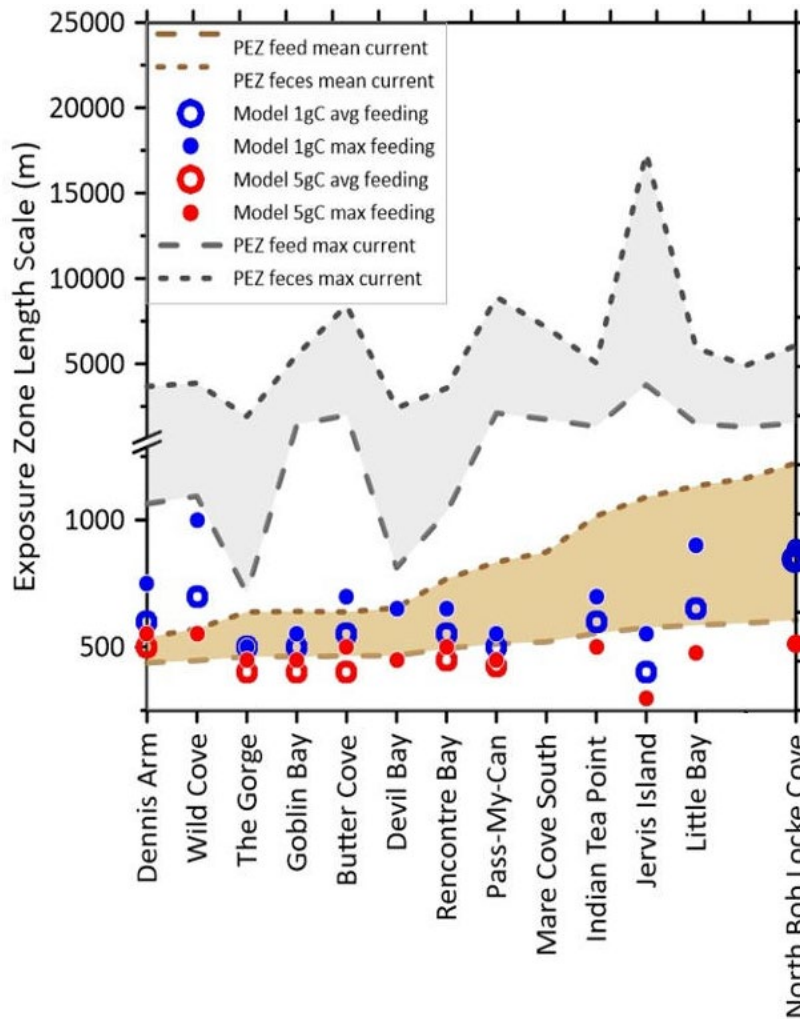 Exposure Zone Length Scale (m)
25000
20000
15000
10000
5000
1000
500
PEZ feed mean current
PEZ feces mean current
Model 1gC avg feeding
Model 1gC max feeding
Model 5gC avg feeding
Model 5gC max feeding
PEZ feed max current
PEZ feces max current
Dennis Arm
Wild Cove
The Gorge
Goblin Bay
Butter Cove
Devil Bay
Rencontre Bay
Pass-My-Can
Mare Cove South
Indian Tea Point
Jervis Island
Little Bay
North Bob Locke Cove